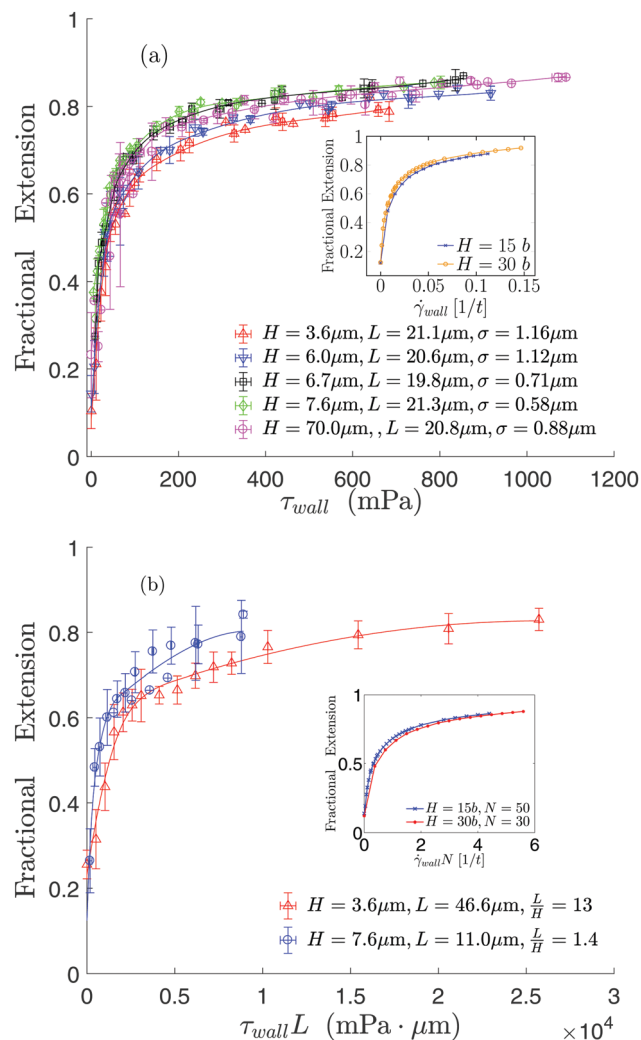 (a)
Fractional Extension
1
0.8
0.6
0.4
0.2
0
0 200 400 600 800 1000 1200
τ_wall (mPa)
Fractional Extension
1
0.8
0.6
0.4
0.2
0 0.05 0.1 0.15
γ̇_wall [1/t]
H = 15 b
H = 30 b
H = 3.6μm, L = 21.1μm, σ = 1.16μm
H = 6.0μm, L = 20.6μm, σ = 1.12μm
H = 6.7μm, L = 19.8μm, σ = 0.71μm
H = 7.6μm, L = 21.3μm, σ = 0.58μm
H = 70.0μm, , L = 20.8μm, σ = 0.88μm
(b)
Fractional Extension
1
0.8
0.6
0.4
0.2
0
0 0.5 1 1.5 2 2.5 3
×10⁴
τ_wall L (mPa · μm)
Fractional Extension
1
0.5
0
0 2 4 6
γ̇_wall N [1/t]
H = 15b, N = 50
H = 30b, N = 30
H = 3.6μm, L = 46.6μm, L/H = 13
H = 7.6μm, L = 11.0μm, L/H = 1.4